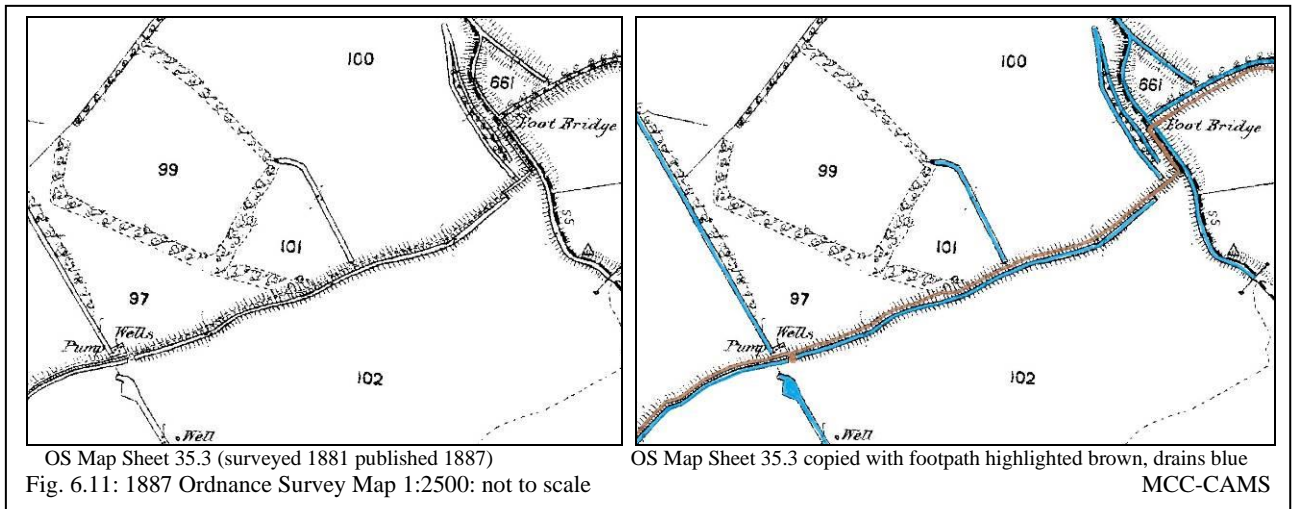 100
661
Foot Bridge
99
101
97
Wells
Pump
102
Well
100
661
Foot Bridge
99
101
97
Wells
Pump
102
Well
OS Map Sheet 35.3 (surveyed 1881 published 1887)
OS Map Sheet 35.3 copied with footpath highlighted brown, drains blue
Fig. 6.11: 1887 Ordnance Survey Map 1:2500: not to scale
MCC-CAMS